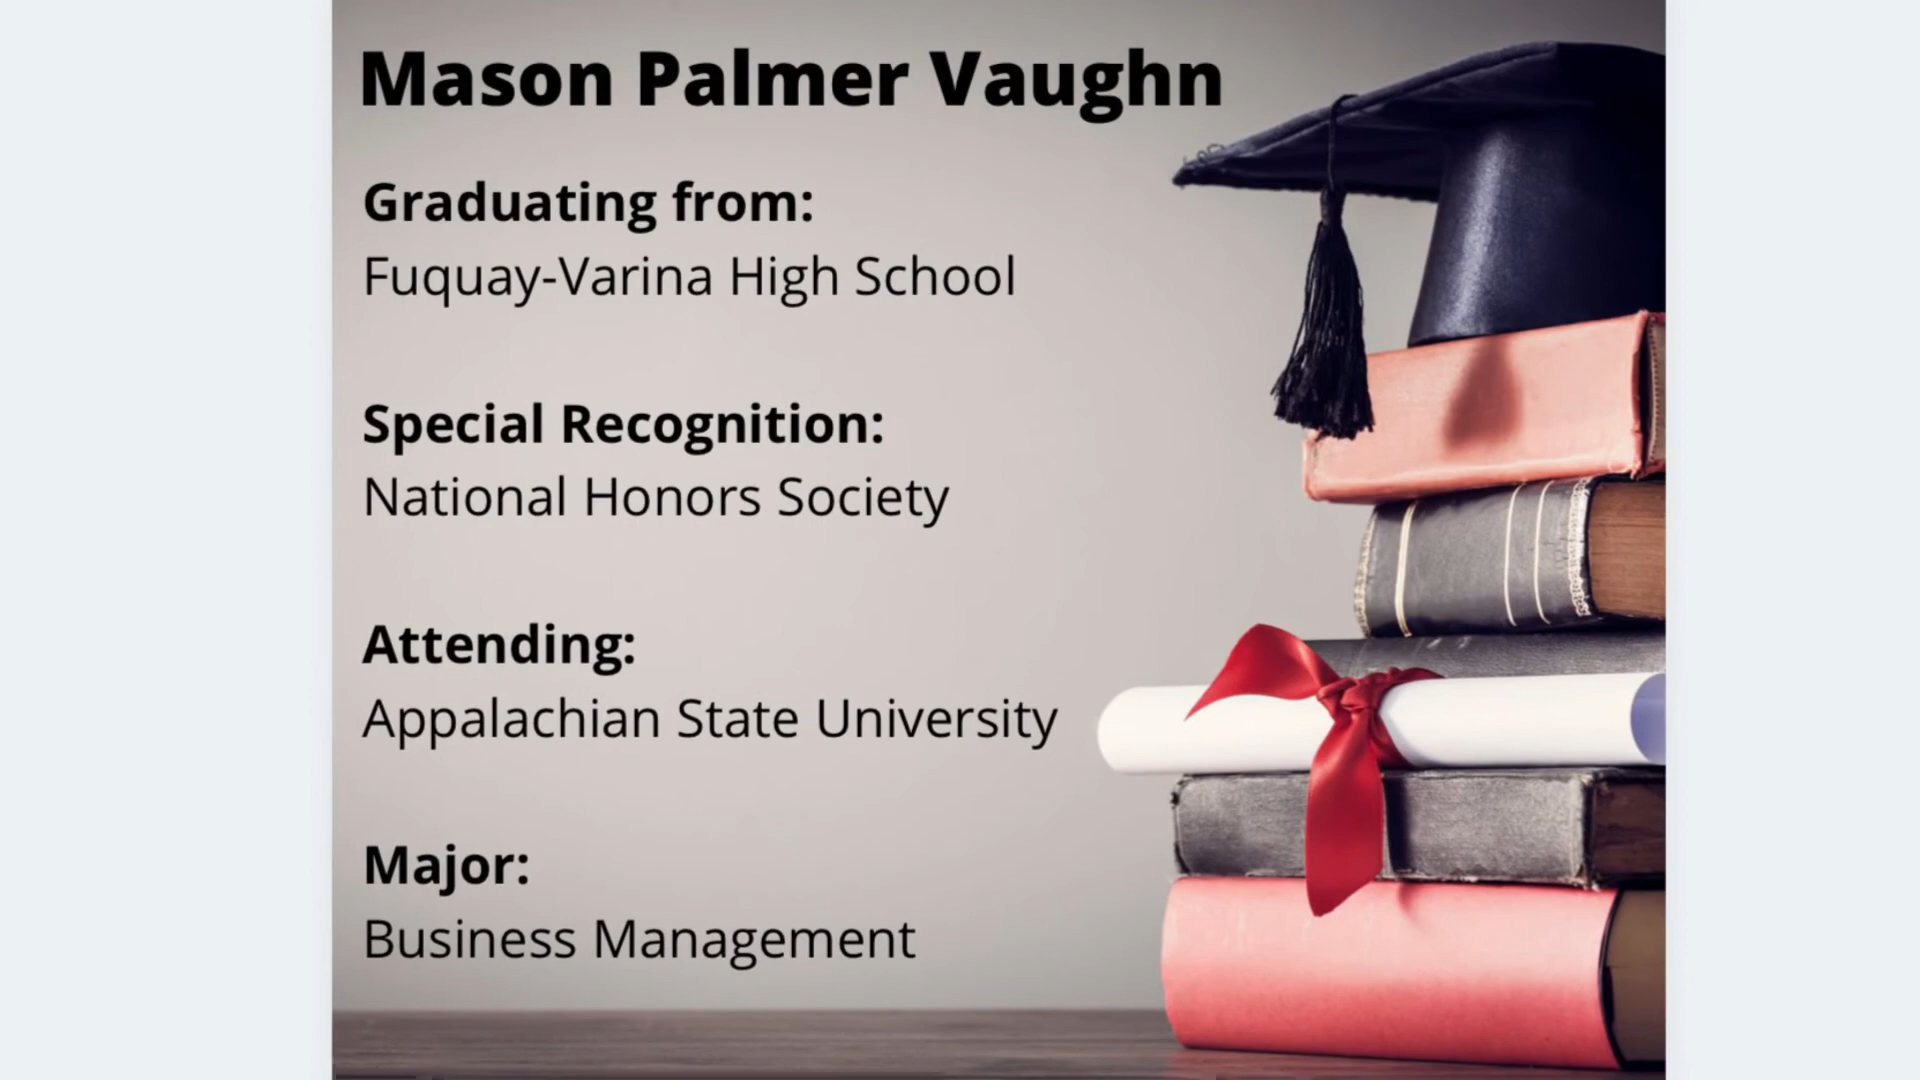 Mason Palmer Vaughn
Graduating from:
Fuquay-Varina High School
Special Recognition:
National Honors Society
Attending:
Appalachian State University
Major:
Business Management